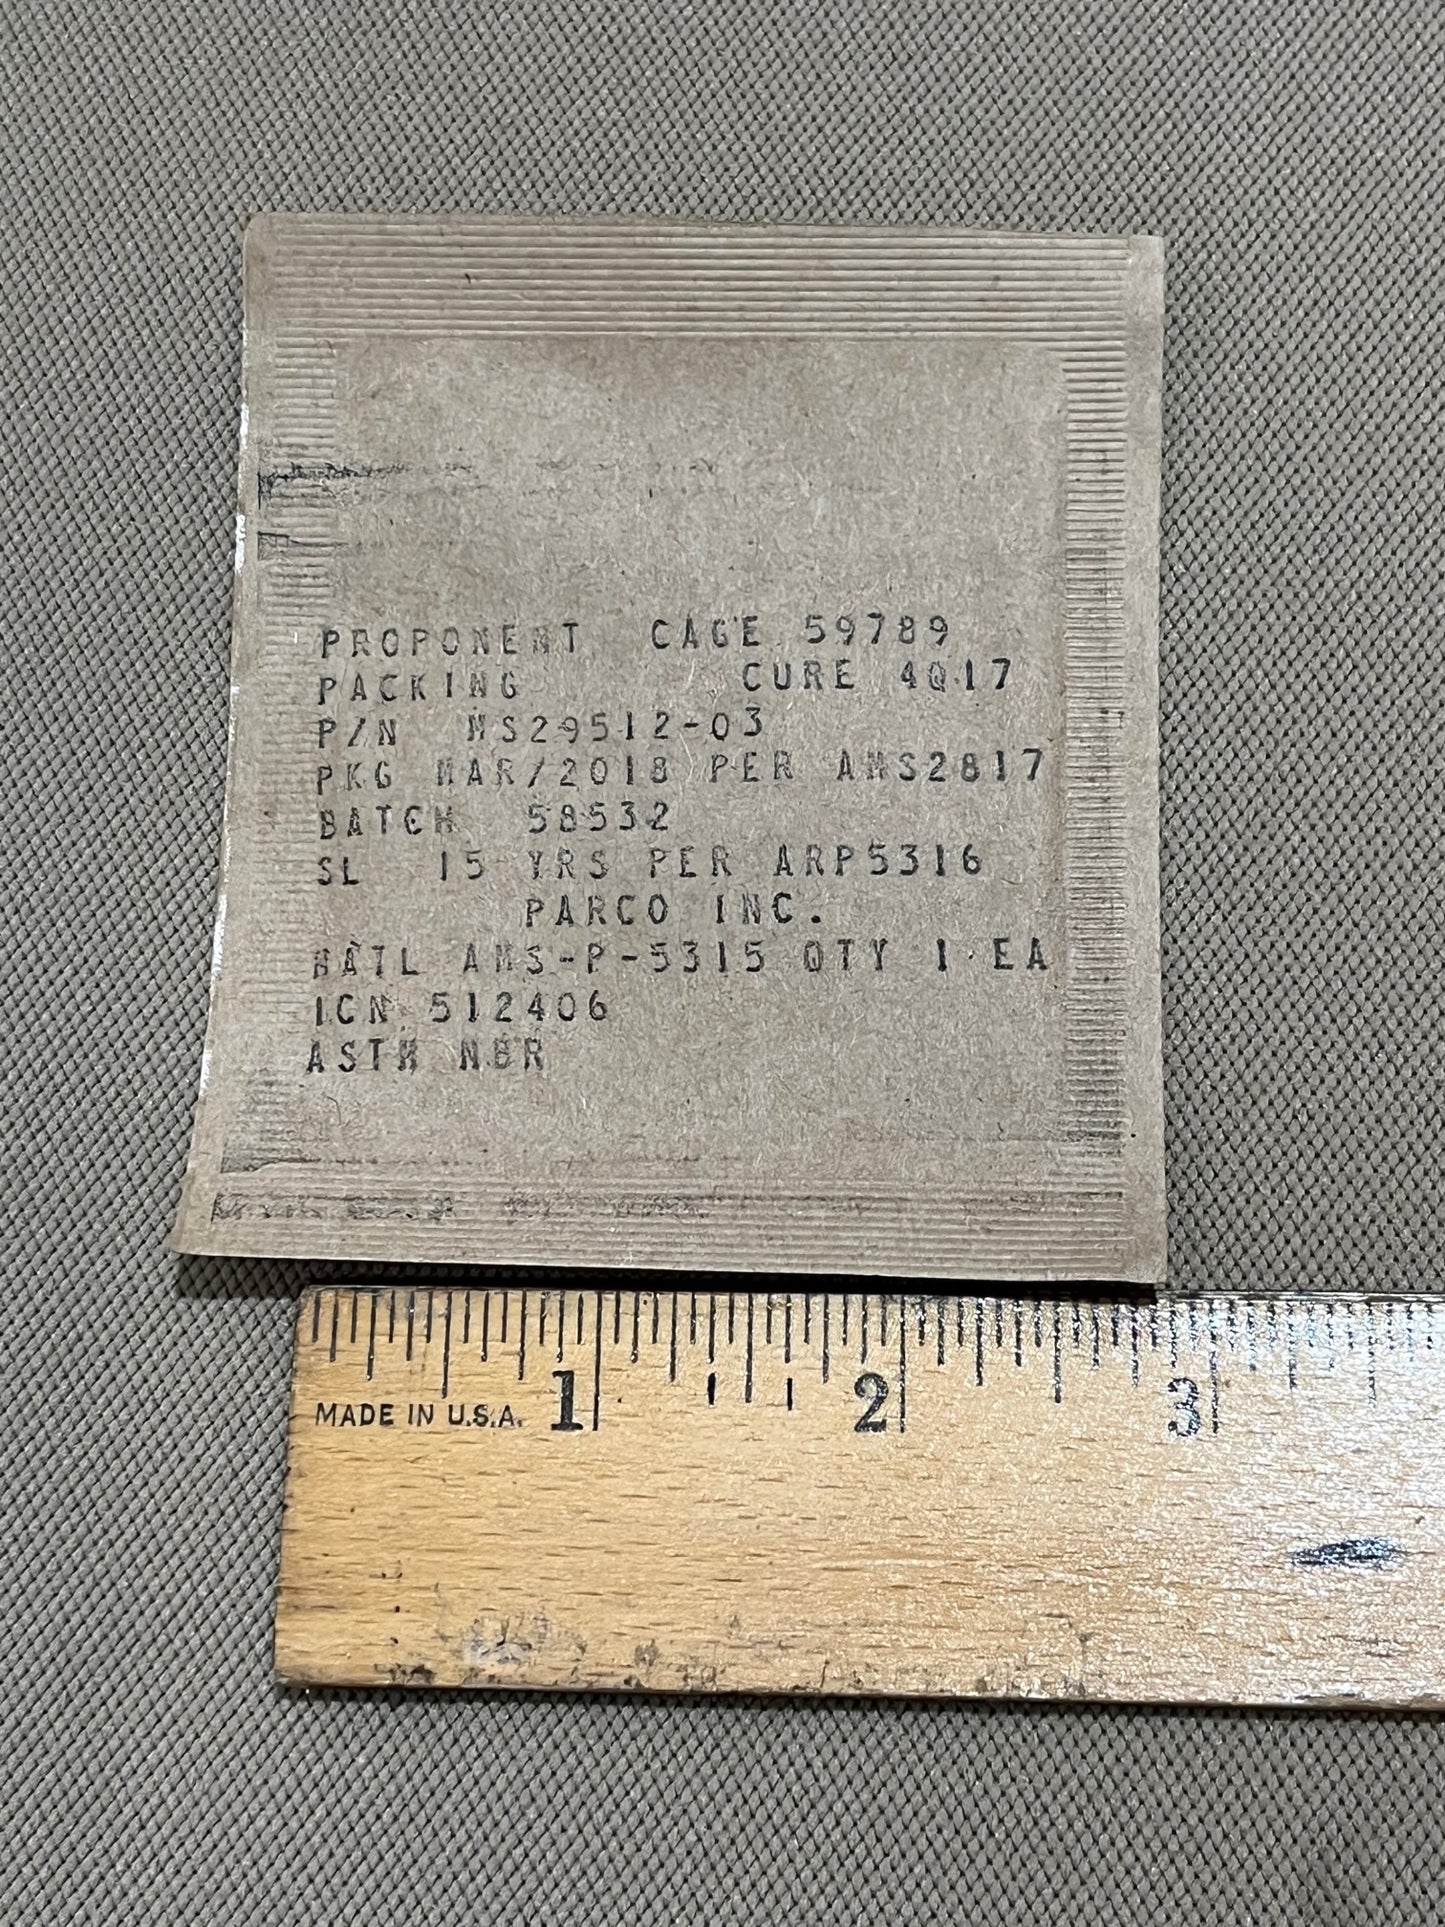 PROPONENT CAGE 59789
PACKING CURE 4Q17
P/N MS29512-03
PKG MAR/2018 PER AMS2817
BATCH 58532
SL 15 YRS PER ARP5316
PARCO INC.
MATL AMS-P-5315 QTY 1 EA
ICN 512406
ASTM NBR
1 2 3
MADE IN U.S.A.